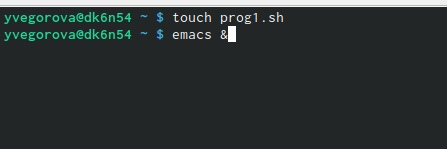 yvegorova@dk6n54 ~ $ touch prog1.sh
yvegorova@dk6n54 ~ $ emacs &